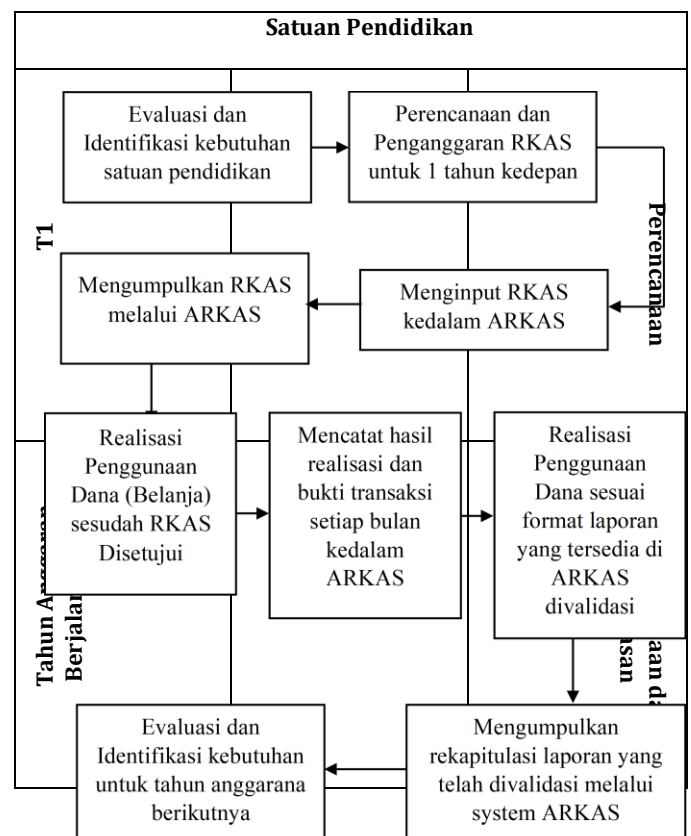 Satuan Pendidikan
Evaluasi dan
Identifikasi kebutuhan
satuan pendidikan
Perencanaan dan
Penganggaran RKAS
untuk 1 tahun kedepan
T1
Perencanaan
Mengumpulkan RKAS
melalui ARKAS
Menginput RKAS
kedalam ARKAS
Realisasi
Penggunaan
Dana (Belanja)
sesudah RKAS
Disetujui
Mencatat hasil
realisasi dan
bukti transaksi
setiap bulan
kedalam
ARKAS
Realisasi
Penggunaan
Dana sesuai
format laporan
yang tersedia di
ARKAS
divalidasi
Tahun
Evaluasi dan
Identifikasi kebutuhan
untuk tahun anggarana
berikutnya
Mengumpulkan
rekapitulasi laporan yang
telah divalidasi melalui
system ARKAS